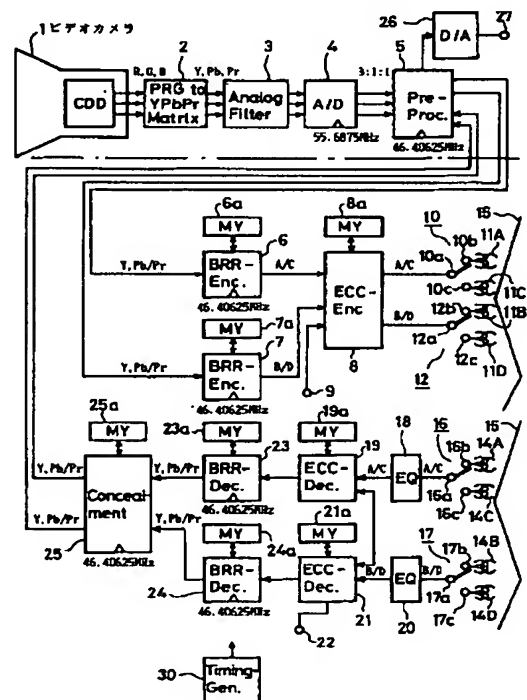 1 ビデオカメラ
CDD
R,G,B
2
PRG to
YPbPr
Matrix
Y,Pb,Pr
3
Analog
Filter
4
A/D
55.6875MHz
3:1:1
5
Pre-
Proc.
46.40625MHz
26
D/A
27
6a
MY
6
BRR-
Enc.
46.40625MHz
Y,Pb/Pr
A/C
7a
MY
7
BRR-
Enc.
46.40625MHz
Y,Pb/Pr
B/D
8a
MY
ECC-
Enc
8
9
A/C
B/D
10
10a
10b
10c
11A
11C
11B
11D
12
12a
12b
12c
15
25a
MY
Conceal-
ment
25
46.40625MHz
Y,Pb/Pr
Y,Pb/Pr
23a
MY
23
BRR-
Dec.
46.40625MHz
Y,Pb/Pr
MY
24a
BRR-
Dec.
24
46.40625MHz
Y,Pb/Pr
19a
MY
19
ECC-
Dec.
A/C
21a
MY
ECC-
Dec.
21
B/D
22
18
EQ
A/C
EQ
20
B/D
16
16a
16b
16c
14A
14C
17
17a
17b
17c
14B
14D
15
30
Timing-
Gen.